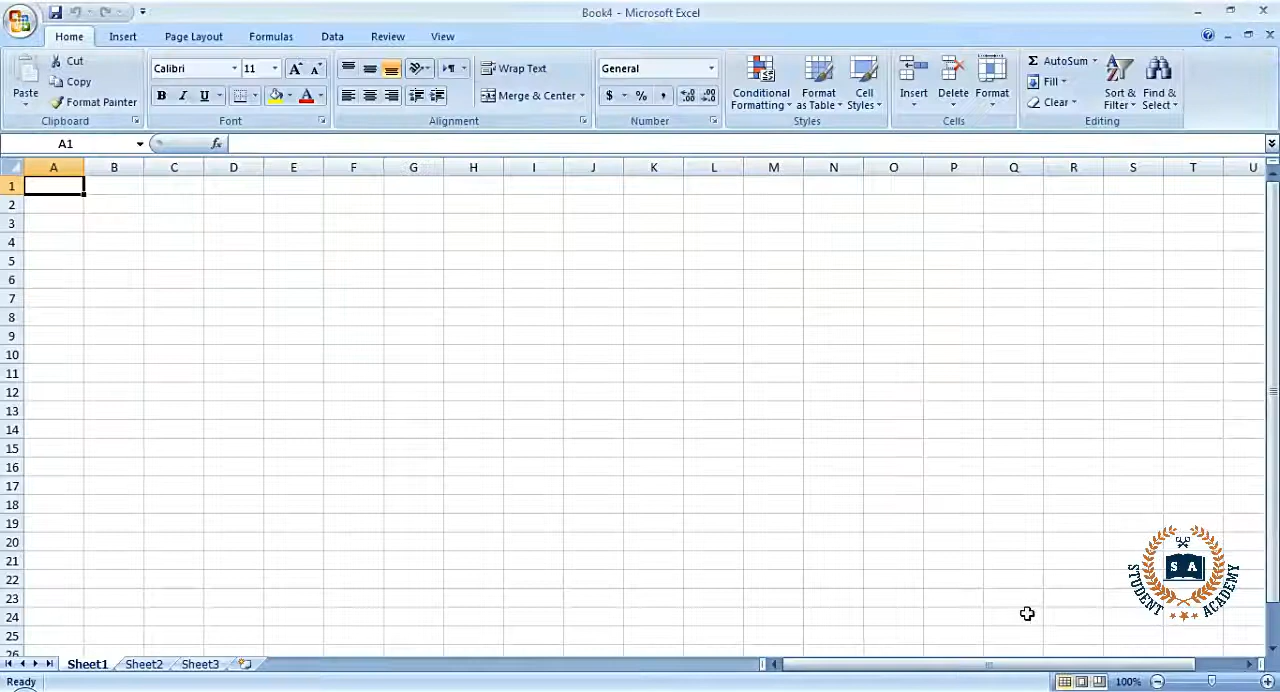 Book4 - Microsoft Excel
Home Insert Page Layout Formulas Data Review View
Paste
Cut
Copy
Format Painter
Clipboard
Calibri 11
B I U A
Font
Wrap Text
Merge & Center
Alignment
General
$ % ,
Number
Conditional Formatting
Format as Table
Cell Styles
Styles
Insert Delete Format
Cells
Σ AutoSum
Fill
Clear
Sort & Filter
Find & Select
Editing
A1 fx
A B C D E F G H I J K L M N O P Q R S T U
1
2
3
4
5
6
7
8
9
10
11
12
13
14
15
16
17
18
19
20
21
22
23
24
25
26
S A
STUDENT ACADEMY
Sheet1 Sheet2 Sheet3
Ready 100%